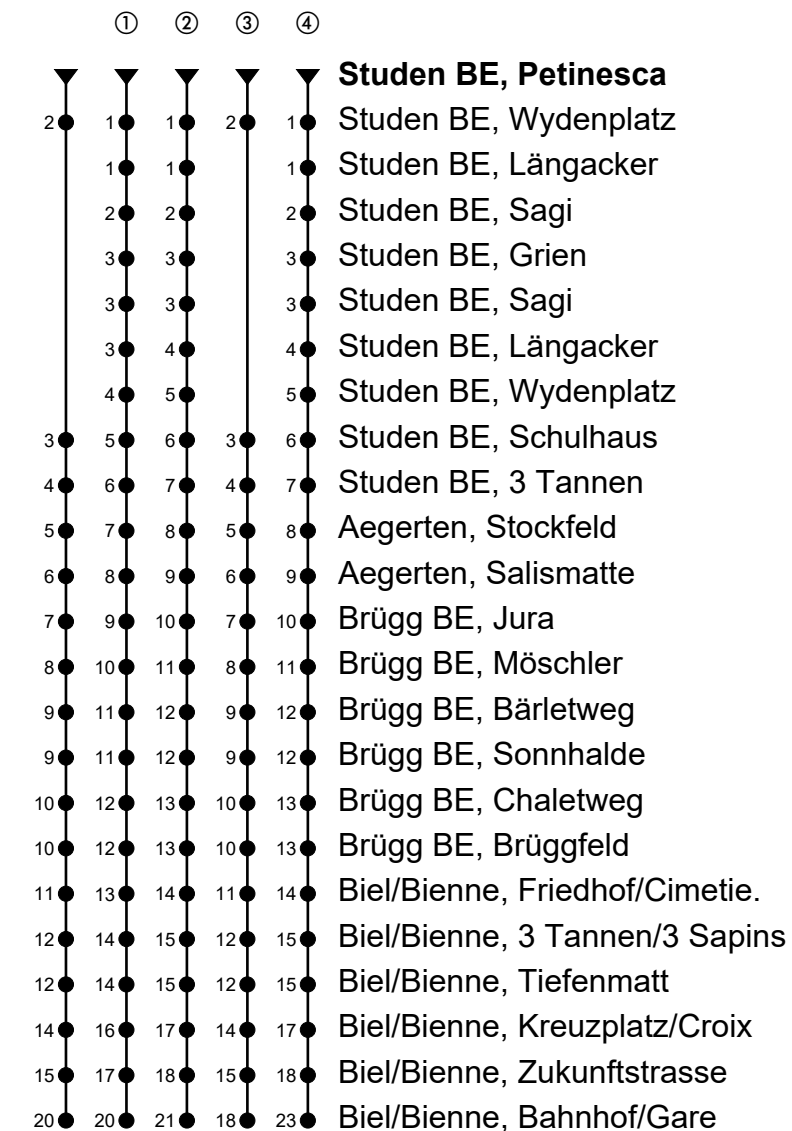 ① ② ③ ④
Studen BE, Petinesca
2 1 1 2 1 Studen BE, Wydenplatz
1 1 1 Studen BE, Längacker
2 2 2 Studen BE, Sagi
3 3 3 Studen BE, Grien
3 3 3 Studen BE, Sagi
3 4 4 Studen BE, Längacker
4 5 5 Studen BE, Wydenplatz
3 5 6 3 6 Studen BE, Schulhaus
4 6 7 4 7 Studen BE, 3 Tannen
5 7 8 5 8 Aegerten, Stockfeld
6 8 9 6 9 Aegerten, Salismatte
7 9 10 7 10 Brügg BE, Jura
8 10 11 8 11 Brügg BE, Möschler
9 11 12 9 12 Brügg BE, Bärletweg
9 11 12 9 12 Brügg BE, Sonnhalde
10 12 13 10 13 Brügg BE, Chaletweg
10 12 13 10 13 Brügg BE, Brüggfeld
11 13 14 11 14 Biel/Bienne, Friedhof/Cimetie.
12 14 15 12 15 Biel/Bienne, 3 Tannen/3 Sapins
12 14 15 12 15 Biel/Bienne, Tiefenmatt
14 16 17 14 17 Biel/Bienne, Kreuzplatz/Croix
15 17 18 15 18 Biel/Bienne, Zukunftstrasse
20 20 21 18 23 Biel/Bienne, Bahnhof/Gare